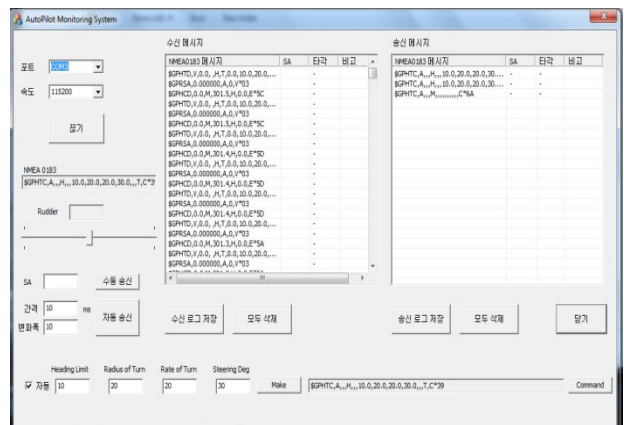 AutoPilot Monitoring System
수신 메시지
송신 메시지
포트 COM3
속도 115200
끊기
NMEA 0183
$GPHTC,A,,,H,,,10.0,20.0,20.0,30.0,,,T,C*3
Rudder
SA
수동 송신
간격 10 ms
변화폭 10
자동 송신
NMEA0183 메시지 SA 타각 비고
$GPHTD,V,0.0, ,H,T,0.0,10.0,20.0,... -
$GPRSA,0.000000,A,0,V*03 -
$GPHCD,0.0,M,301.5,H,0.0,E*5C -
$GPHTD,V,0.0, ,H,T,0.0,10.0,20.0,... -
$GPRSA,0.000000,A,0,V*03 -
$GPHCD,0.0,M,301.5,H,0.0,E*5C -
$GPHTD,V,0.0, ,H,T,0.0,10.0,20.0,... -
$GPRSA,0.000000,A,0,V*03 -
$GPHCD,0.0,M,301.4,H,0.0,E*5D -
$GPHTD,V,0.0, ,H,T,0.0,10.0,20.0,... -
$GPRSA,0.000000,A,0,V*03 -
$GPHCD,0.0,M,301.4,H,0.0,E*5D -
$GPHTD,V,0.0, ,H,T,0.0,10.0,20.0,... -
$GPRSA,0.000000,A,0,V*03 -
$GPHCD,0.0,M,301.4,H,0.0,E*5D -
$GPHTD,V,0.0, ,H,T,0.0,10.0,20.0,... -
$GPRSA,0.000000,A,0,V*03 -
$GPHCD,0.0,M,301.3,H,0.0,E*5A -
$GPHTD,V,0.0, ,H,T,0.0,10.0,20.0,... -
$GPRSA,0.000000,A,0,V*03 -
NMEA0183 메시지 SA 타각 비고
$GPHTC,A,,,H,,,10.0,20.0,20.0,30.... - -
$GPHTC,A,,,H,,,10.0,20.0,20.0,30.... - -
$GPHTC,A,,,M,,,,,,,,,,C*6A - -
수신 로그 저장 모두 삭제
송신 로그 저장 모두 삭제 닫기
Heading Limit Radius of Turn Rate of Turn Steering Deg
자동 10 20 20 30 Make $GPHTC,A,,,H,,,10.0,20.0,20.0,30.0,,,T,C*39 Command